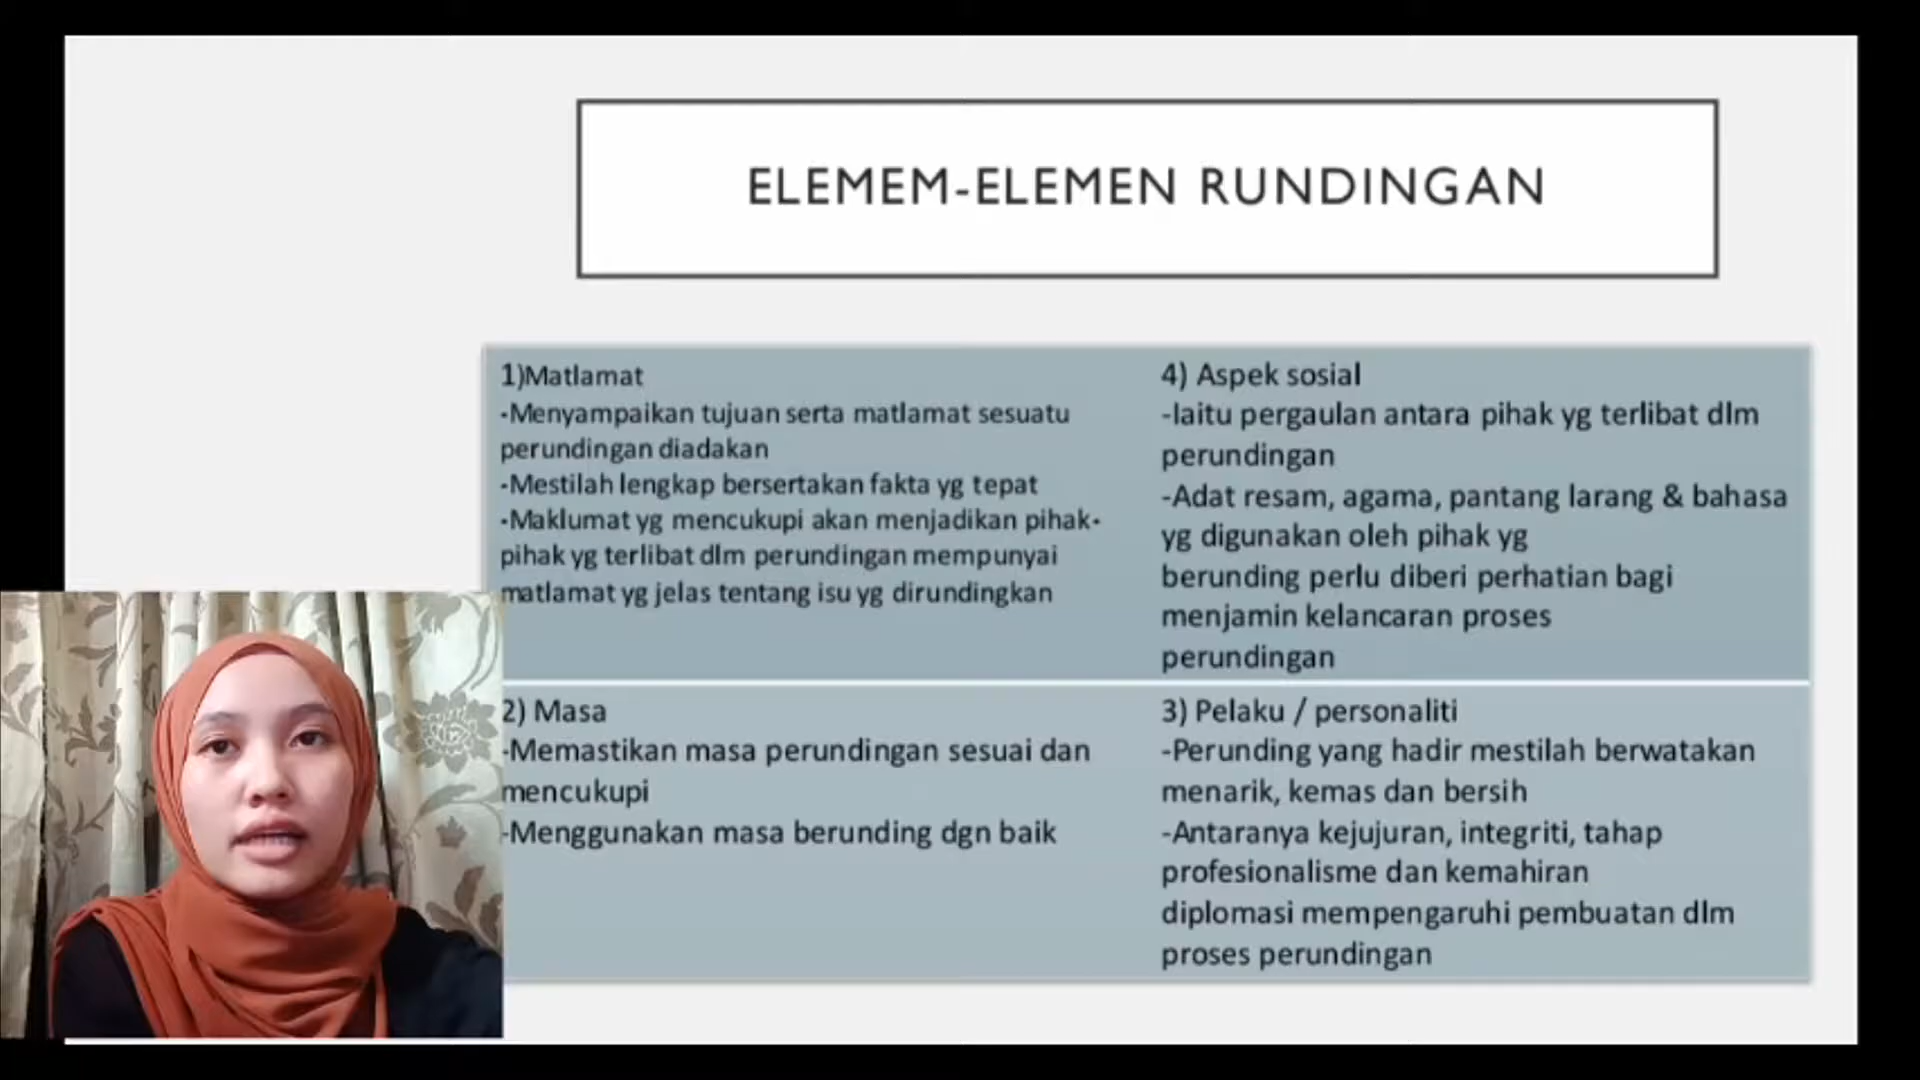 ELEMEM-ELEMEN RUNDINGAN
1)Matlamat
-Menyampaikan tujuan serta matlamat sesuatu
perundingan diadakan
-Mestilah lengkap bersertakan fakta yg tepat
-Maklumat yg mencukupi akan menjadikan pihak-
pihak yg terlibat dlm perundingan mempunyai
matlamat yg jelas tentang isu yg dirundingkan
4) Aspek sosial
-Iaitu pergaulan antara pihak yg terlibat dlm
perundingan
-Adat resam, agama, pantang larang & bahasa
yg digunakan oleh pihak yg
berunding perlu diberi perhatian bagi
menjamin kelancaran proses
perundingan
2) Masa
-Memastikan masa perundingan sesuai dan
mencukupi
-Menggunakan masa berunding dgn baik
3) Pelaku / personaliti
-Perunding yang hadir mestilah berwatakan
menarik, kemas dan bersih
-Antaranya kejujuran, integriti, tahap
profesionalisme dan kemahiran
diplomasi mempengaruhi pembuatan dlm
proses perundingan